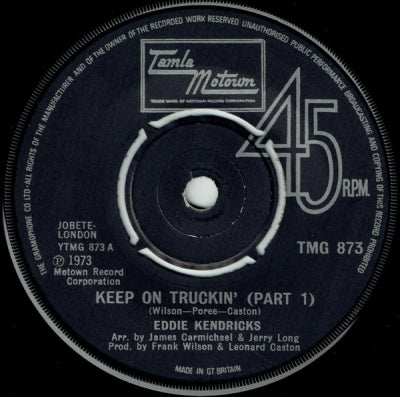 THE GRAMOPHONE CO LTD·ALL RIGHTS OF THE MANUFACTURER AND OF THE OWNER OF THE RECORDED WORK RESERVED UNAUTHORISED PUBLIC PERFORMANCE BROADCASTING AND COPYING OF THIS RECORD PROHIBITED
Tamla
Motown
TRADE MARK OF MOTOWN RECORD CORPORATION
45
R.P.M.
JOBETE-
LONDON
YTMG 873 A
℗ 1973
Motown Record
Corporation
TMG 873
KEEP ON TRUCKIN' (PART 1)
(Wilson—Poree—Caston)
EDDIE KENDRICKS
Arr. by James Carmichael & Jerry Long
Prod. by Frank Wilson & Leonard Caston
MADE IN GT BRITAIN